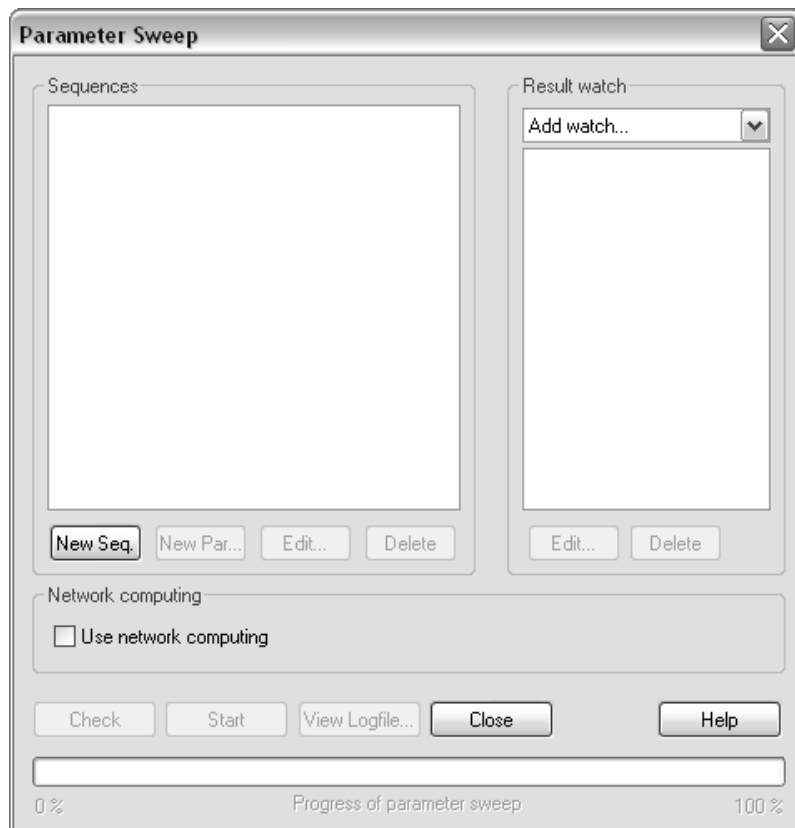 Parameter Sweep
Sequences
Result watch
Add watch...
New Seq.
New Par...
Edit...
Delete
Edit...
Delete
Network computing
Use network computing
Check
Start
View Logfile...
Close
Help
0 %
Progress of parameter sweep
100 %